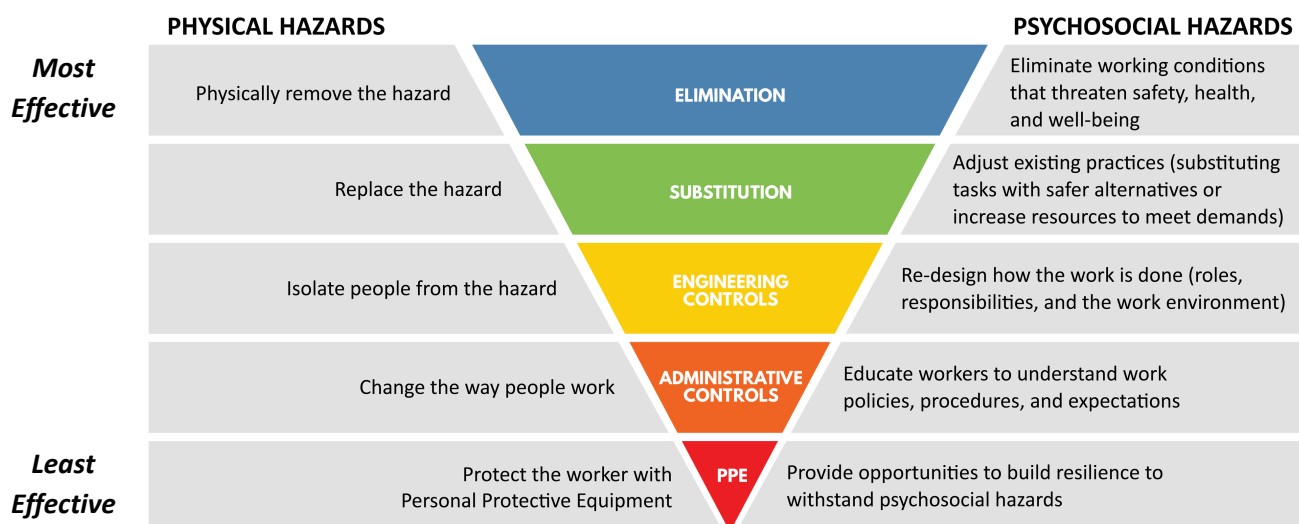 PHYSICAL HAZARDS
PSYCHOSOCIAL HAZARDS
Most
Effective
Physically remove the hazard
ELIMINATION
Eliminate working conditions
that threaten safety, health,
and well-being
Replace the hazard
SUBSTITUTION
Adjust existing practices (substituting
tasks with safer alternatives or
increase resources to meet demands)
Isolate people from the hazard
ENGINEERING
CONTROLS
Re-design how the work is done (roles,
responsibilities, and the work environment)
Change the way people work
ADMINISTRATIVE
CONTROLS
Educate workers to understand work
policies, procedures, and expectations
Least
Effective
Protect the worker with
Personal Protective Equipment
PPE
Provide opportunities to build resilience to
withstand psychosocial hazards